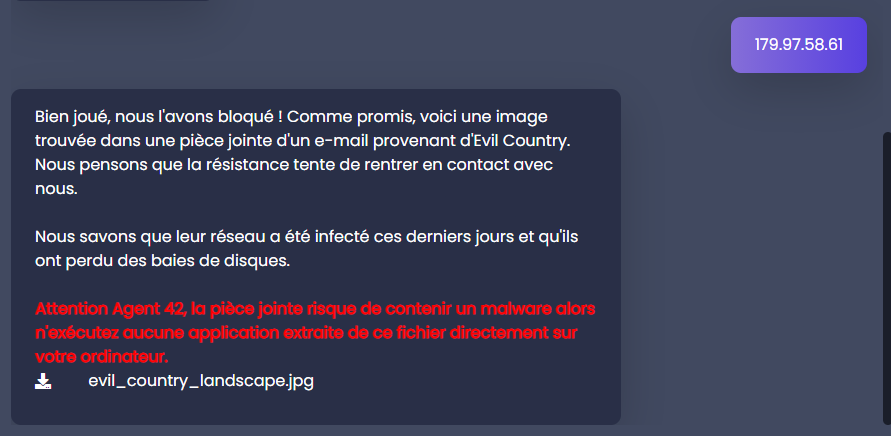 179.97.58.61
Bien joué, nous l'avons bloqué ! Comme promis, voici une image
trouvée dans une pièce jointe d'un e-mail provenant d'Evil Country.
Nous pensons que la résistance tente de rentrer en contact avec
nous.
Nous savons que leur réseau a été infecté ces derniers jours et qu'ils
ont perdu des baies de disques.
Attention Agent 42, la pièce jointe risque de contenir un malware alors
n'exécutez aucune application extraite de ce fichier directement sur
votre ordinateur.
evil_country_landscape.jpg